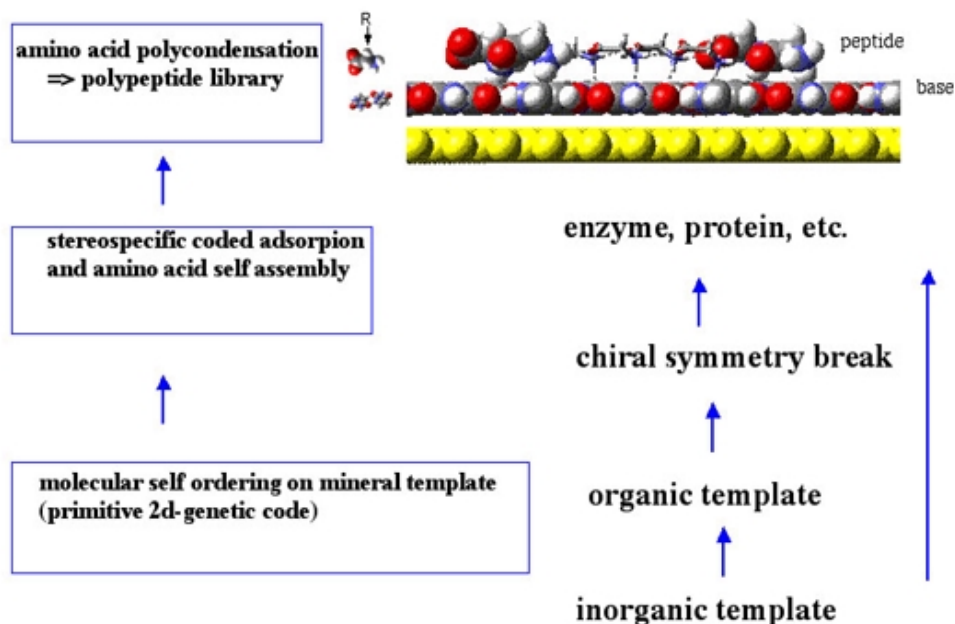 R
amino acid polycondensation
=> polypeptide library
peptide
base
stereospecific coded adsorpion
and amino acid self assembly
enzyme, protein, etc.
chiral symmetry break
molecular self ordering on mineral template
(primitive 2d-genetic code)
organic template
inorganic template